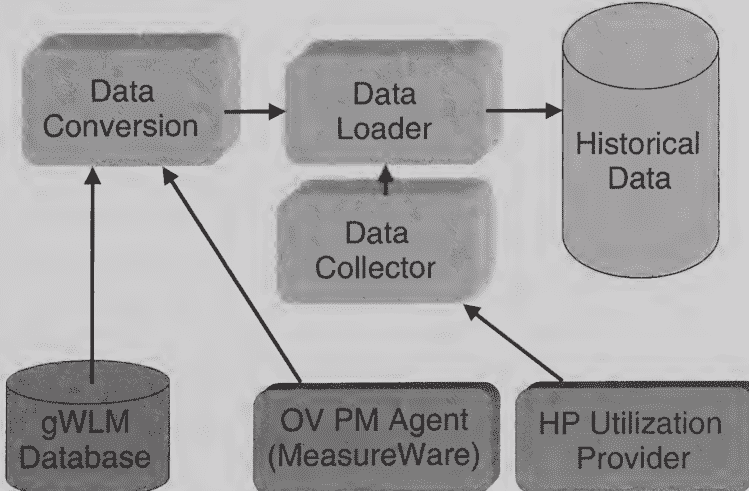 Data
Conversion
Data
Loader
Historical
Data
Data
Collector
gWLM
Database
OV PM Agent
(MeasureWare)
HP Utilization
Provider